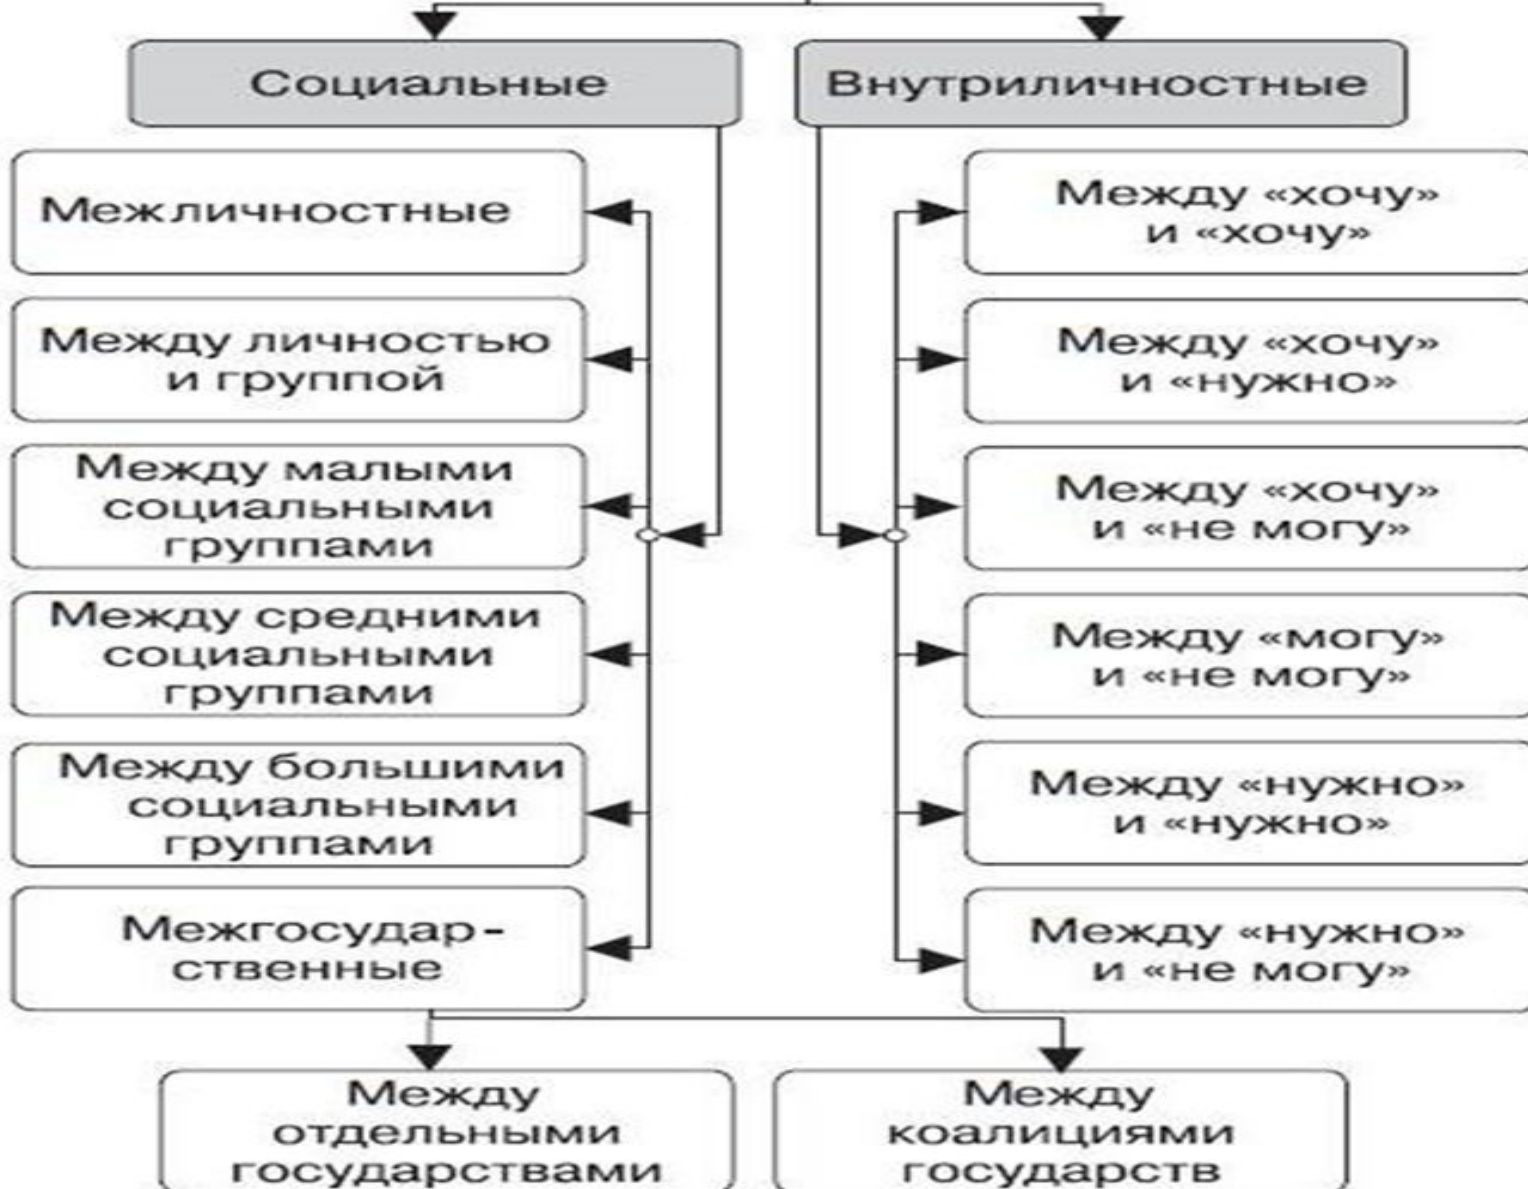 Социальные
Внутриличностные
Межличностные
Между личностью
и группой
Между малыми
социальными
группами
Между средними
социальными
группами
Между большими
социальными
группами
Межгосудар-
ственные
Между «хочу»
и «хочу»
Между «хочу»
и «нужно»
Между «хочу»
и «не могу»
Между «могу»
и «не могу»
Между «нужно»
и «нужно»
Между «нужно»
и «не могу»
Между
отдельными
государствами
Между
коалициями
государств